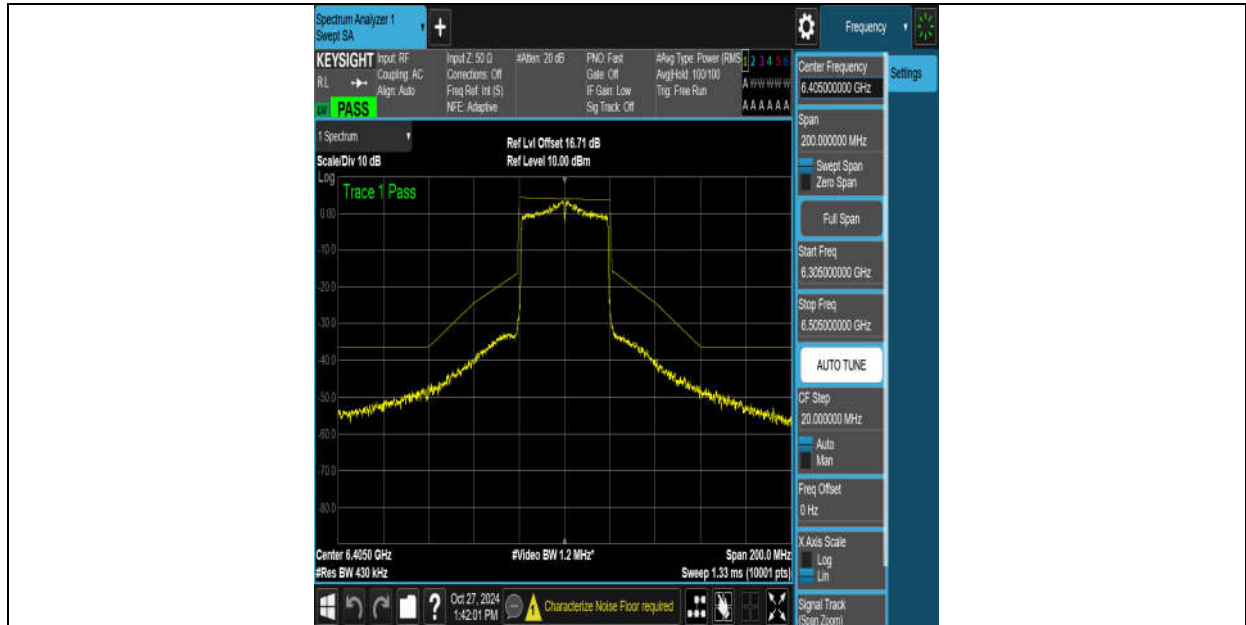 Spectrum Analyzer 1
Swept SA
+
Frequency
KEYSIGHT
RL
PASS
Input: RF
Coupling: AC
Align: Auto
Input Z: 50 Ω
Corrections: Off
Freq Ref: Int (S)
NFE: Adaptive
#Atten: 20 dB
PNO: Fast
Gate: Off
IF Gain: Low
Sig Track: Off
#Avg Type: Power (RMS
Avg|Hold: 100/100
Trig: Free Run
1 2 3 4 5 6
A W W W W W
A A A A A A
1 Spectrum
Scale/Div 10 dB
Ref Lvl Offset 16.71 dB
Ref Level 10.00 dBm
Log
Trace 1 Pass
0.00
-10.0
-20.0
-30.0
-40.0
-50.0
-60.0
-70.0
-80.0
Center 6.4050 GHz
#Res BW 430 kHz
#Video BW 1.2 MHz*
Span 200.0 MHz
Sweep 1.33 ms (10001 pts)
?
Oct 27, 2024
1:42:01 PM
Characterize Noise Floor required
Settings
Center Frequency
6.405000000 GHz
Span
200.000000 MHz
Swept Span
Zero Span
Full Span
Start Freq
6.305000000 GHz
Stop Freq
6.505000000 GHz
AUTO TUNE
CF Step
20.000000 MHz
Auto
Man
Freq Offset
0 Hz
X Axis Scale
Log
Lin
Signal Track
(Span Zoom)